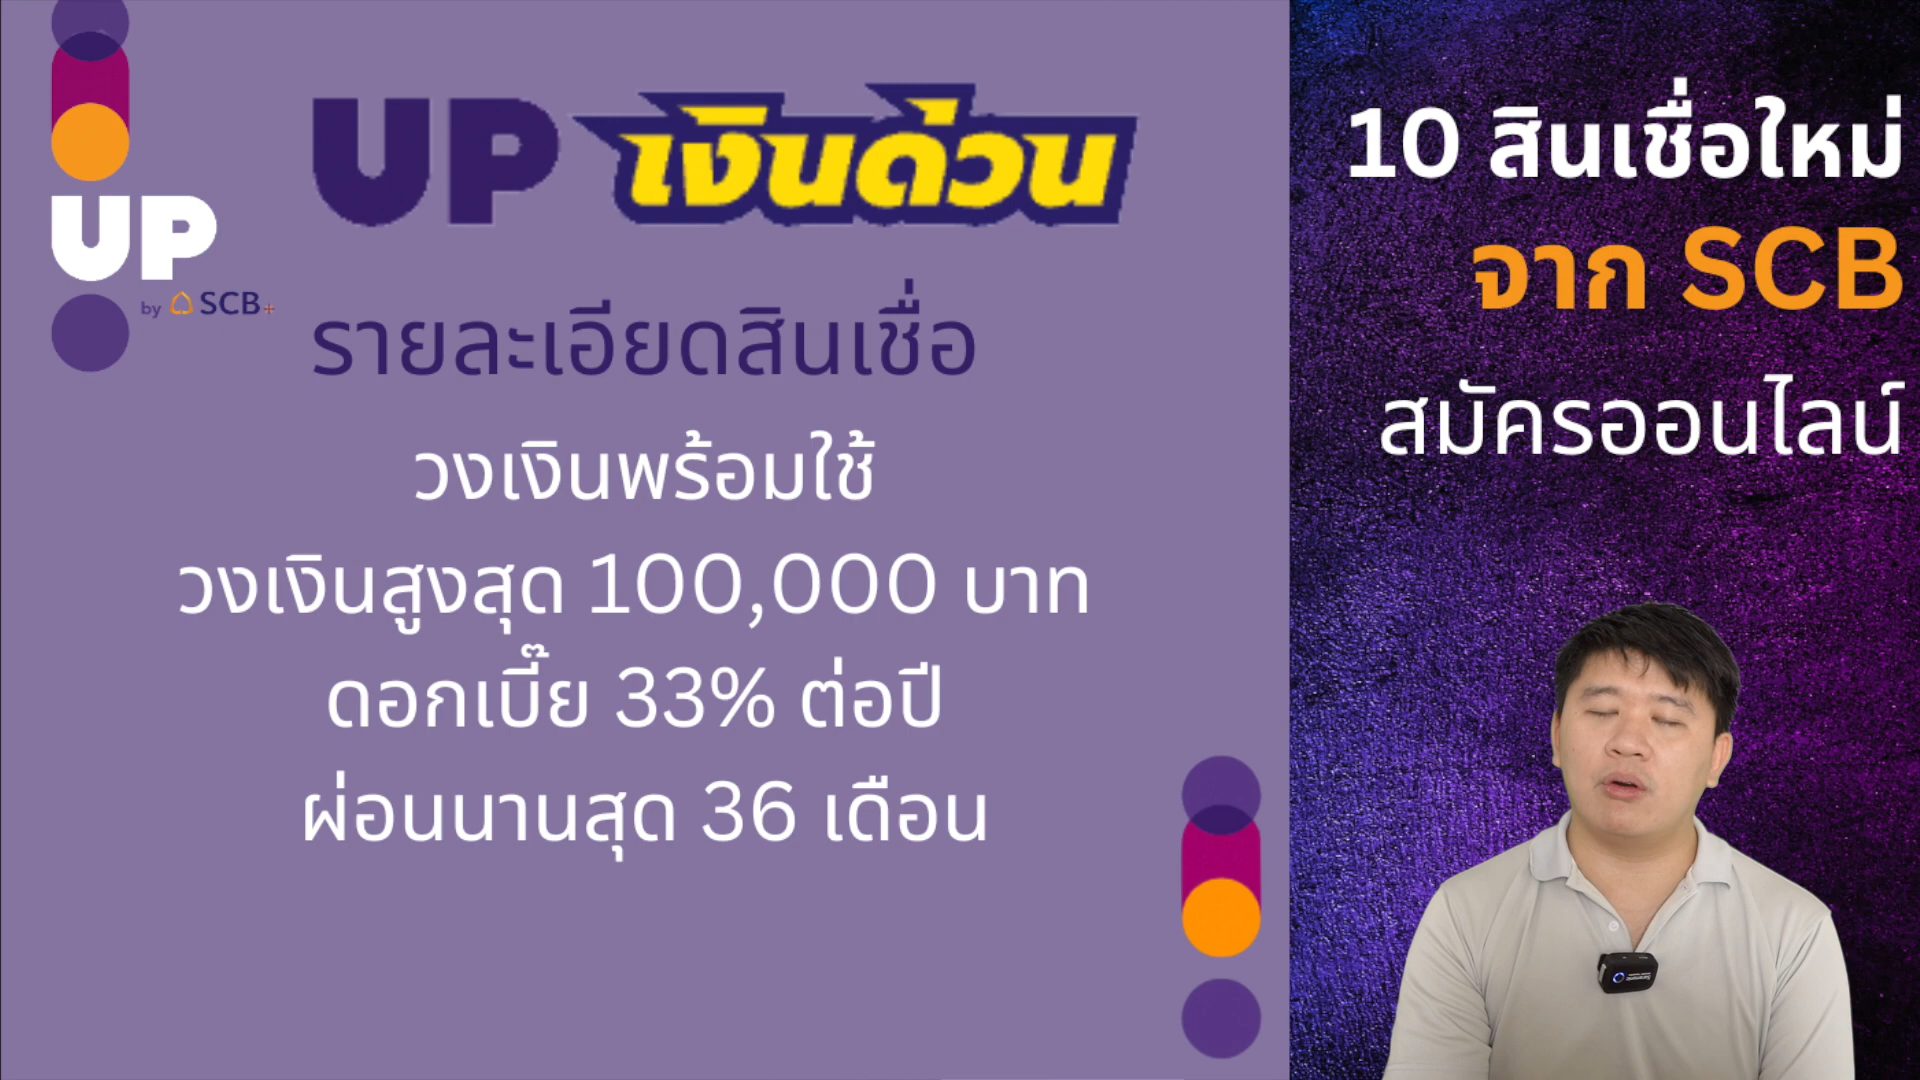 UP เงินด่วน
UP
by SCB+
รายละเอียดสินเชื่อ
วงเงินพร้อมใช้
วงเงินสูงสุด 100,000 บาท
ดอกเบี๊ย 33% ต่อปี
ผ่อนนานสุด 36 เดือน
10 สินเชื่อใหม่
จาก SCB
สมัครออนไลน์